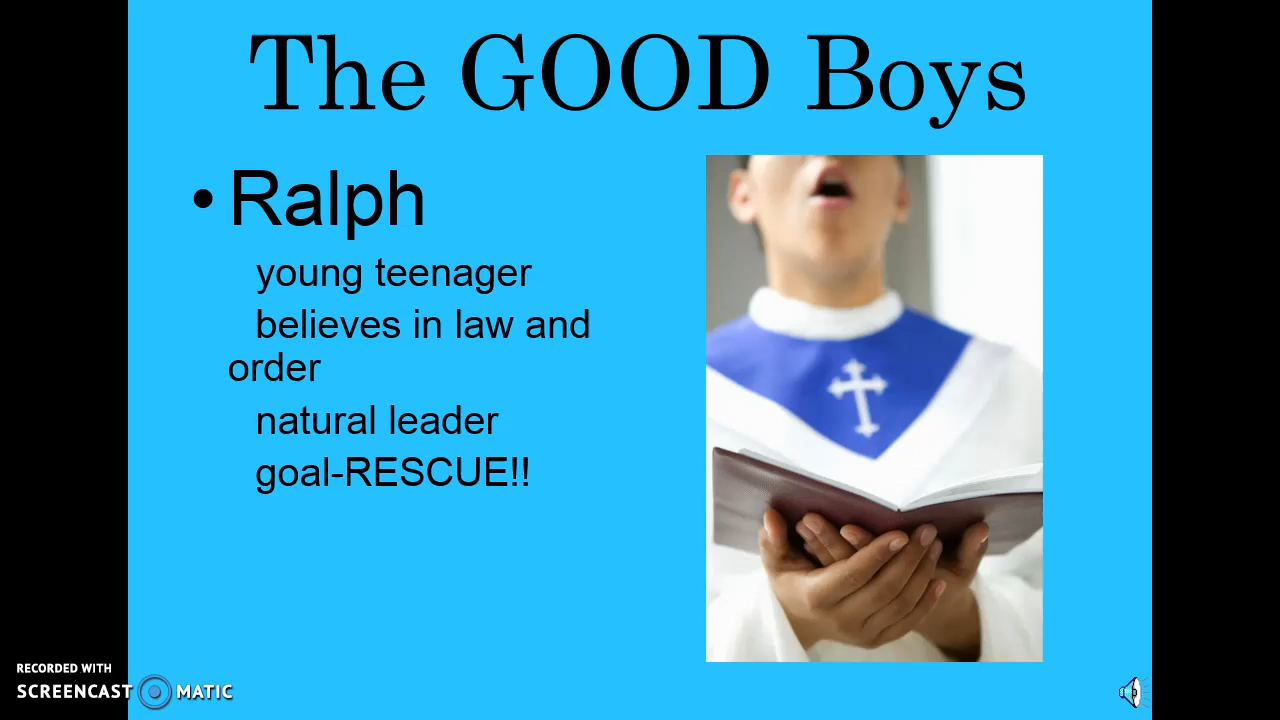 The GOOD Boys
• Ralph
young teenager
believes in law and
order
natural leader
goal-RESCUE!!
RECORDED WITH
SCREENCAST MATIC